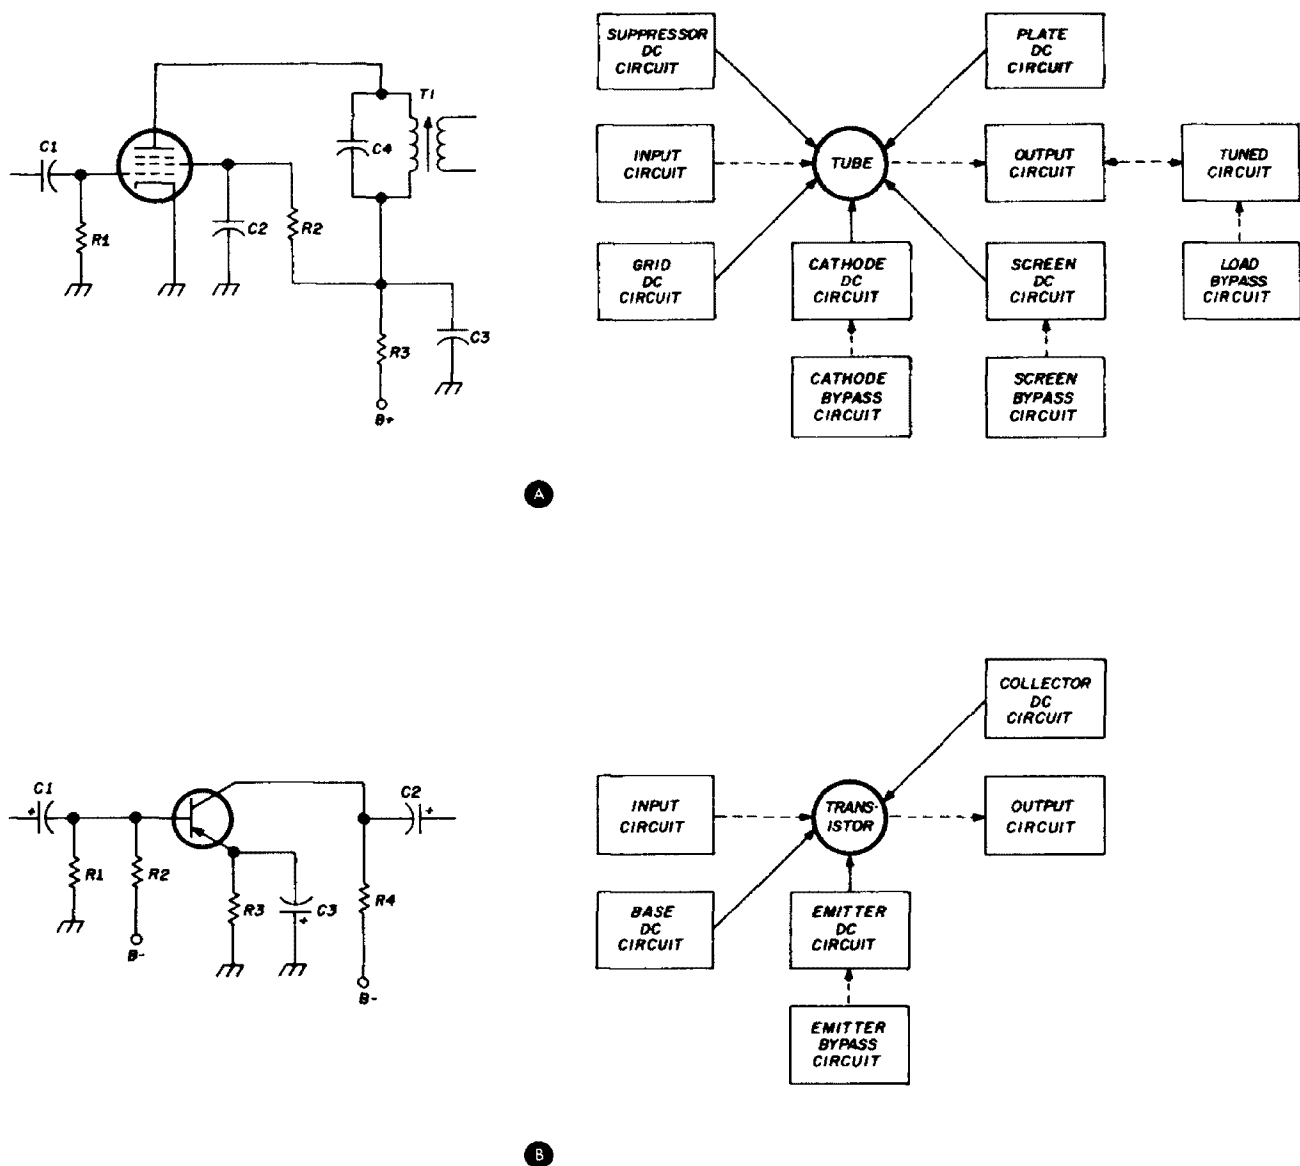 C1
R1
C2
R2
C4
T1
R3
C3
B+
SUPPRESSOR
DC
CIRCUIT
PLATE
DC
CIRCUIT
INPUT
CIRCUIT
TUBE
OUTPUT
CIRCUIT
TUNED
CIRCUIT
GRID
DC
CIRCUIT
CATHODE
DC
CIRCUIT
SCREEN
DC
CIRCUIT
LOAD
BYPASS
CIRCUIT
CATHODE
BYPASS
CIRCUIT
SCREEN
BYPASS
CIRCUIT
A
C1
+
R1
R2
B-
R3
C3
+
R4
C2
+
B-
COLLECTOR
DC
CIRCUIT
INPUT
CIRCUIT
TRANS-
ISTOR
OUTPUT
CIRCUIT
BASE
DC
CIRCUIT
EMITTER
DC
CIRCUIT
EMITTER
BYPASS
CIRCUIT
B